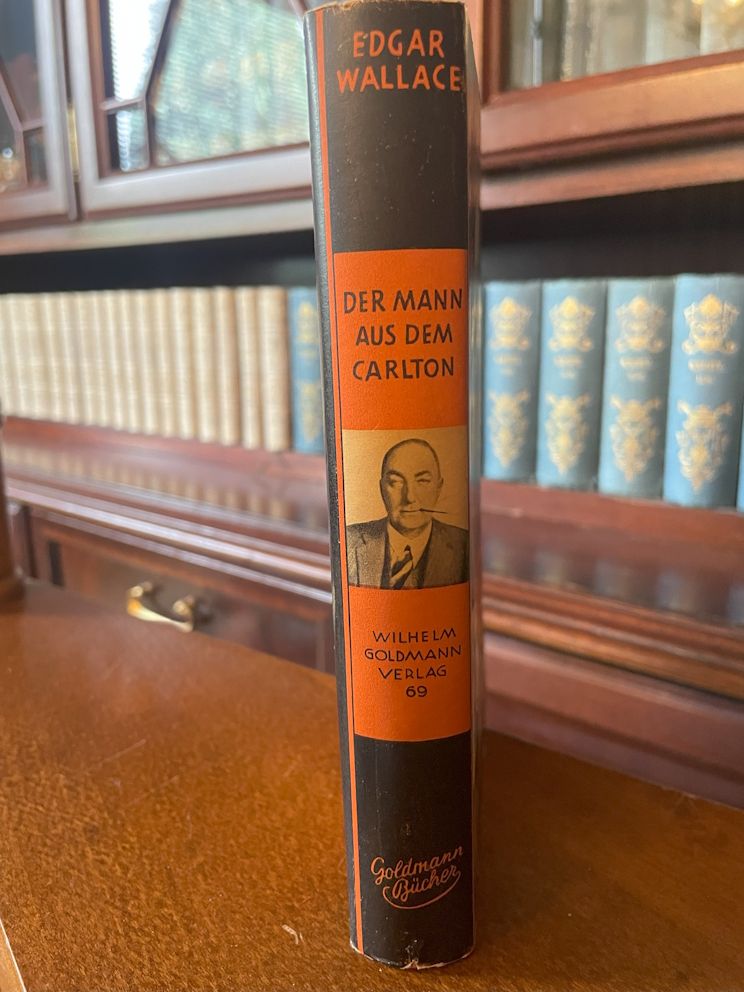 EDGAR
WALLACE
DER MANN
AUS DEM
CARLTON
WILHELM
GOLDMANN
VERLAG
69
Goldmann
Bücher